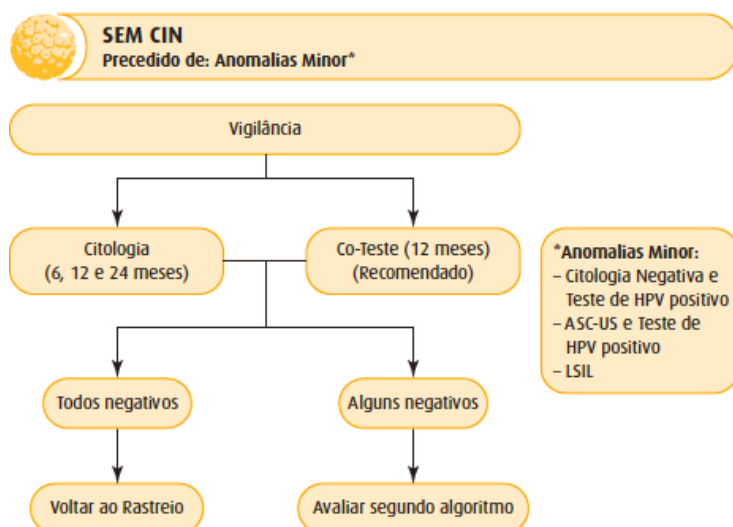 SEM CIN
Precedido de: Anomalias Minor*
Vigilância
Citologia
(6, 12 e 24 meses)
Co-Teste (12 meses)
(Recomendado)
*Anomalias Minor:
– Citologia Negativa e
Teste de HPV positivo
– ASC-US e Teste de
HPV positivo
– LSIL
Todos negativos
Alguns negativos
Voltar ao Rastreio
Avaliar segundo algoritmo